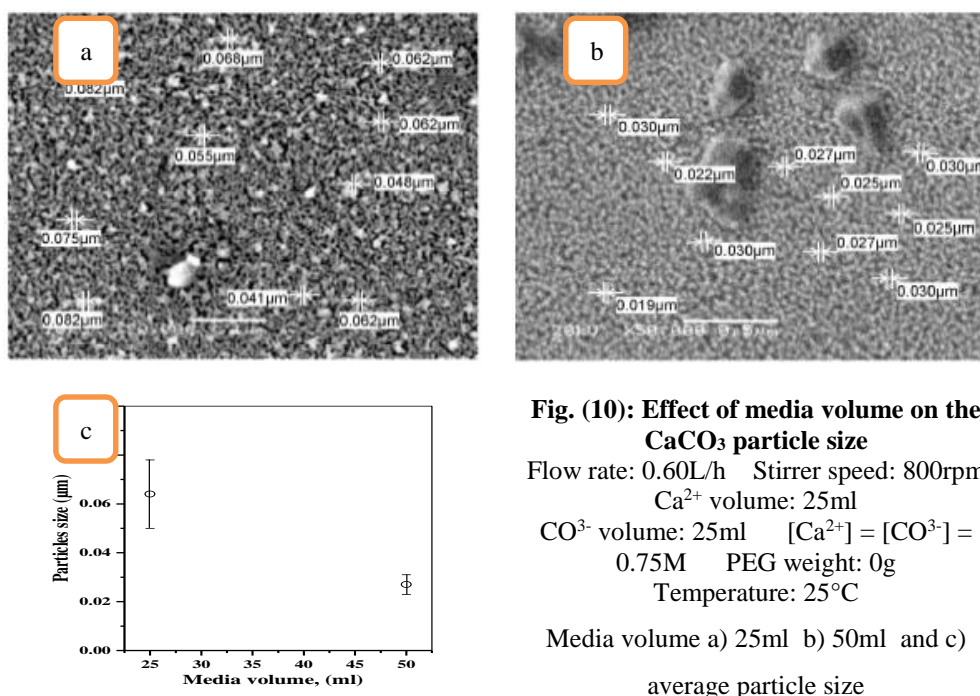 a
0.068µm
0.062µm
0.082µm
0.062µm
0.055µm
0.048µm
0.075µm
0.041µm
0.082µm
0.062µm
b
0.030µm
0.027µm
0.030µm
0.022µm
0.025µm
0.025µm
0.030µm
0.027µm
0.030µm
0.019µm
20kU X50,000 0.5µm
c
Particles size (µm)
0.06
0.04
0.02
0.00
25 30 35 40 45 50
Media volume, (ml)
Fig. (10): Effect of media volume on the
CaCO₃ particle size
Flow rate: 0.60L/h Stirrer speed: 800rpm
Ca²⁺ volume: 25ml
CO³⁻ volume: 25ml [Ca²⁺] = [CO³⁻] =
0.75M PEG weight: 0g
Temperature: 25°C
Media volume a) 25ml b) 50ml and c)
average particle size